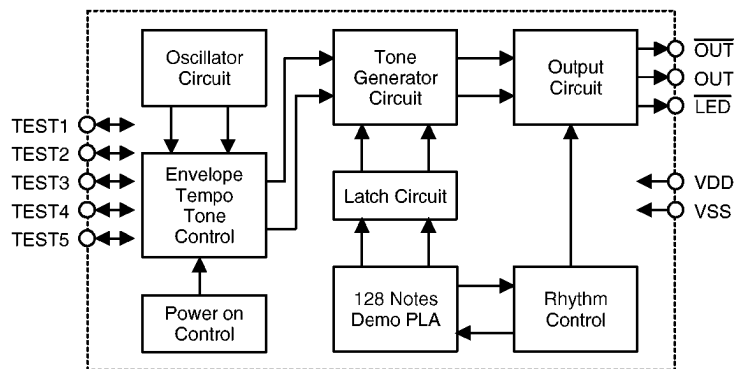 Oscillator
Circuit
Tone
Generator
Circuit
Output
Circuit
OUT
OUT
LED
TEST1
TEST2
TEST3
TEST4
TEST5
Envelope
Tempo
Tone
Control
Latch Circuit
VDD
VSS
Power on
Control
128 Notes
Demo PLA
Rhythm
Control